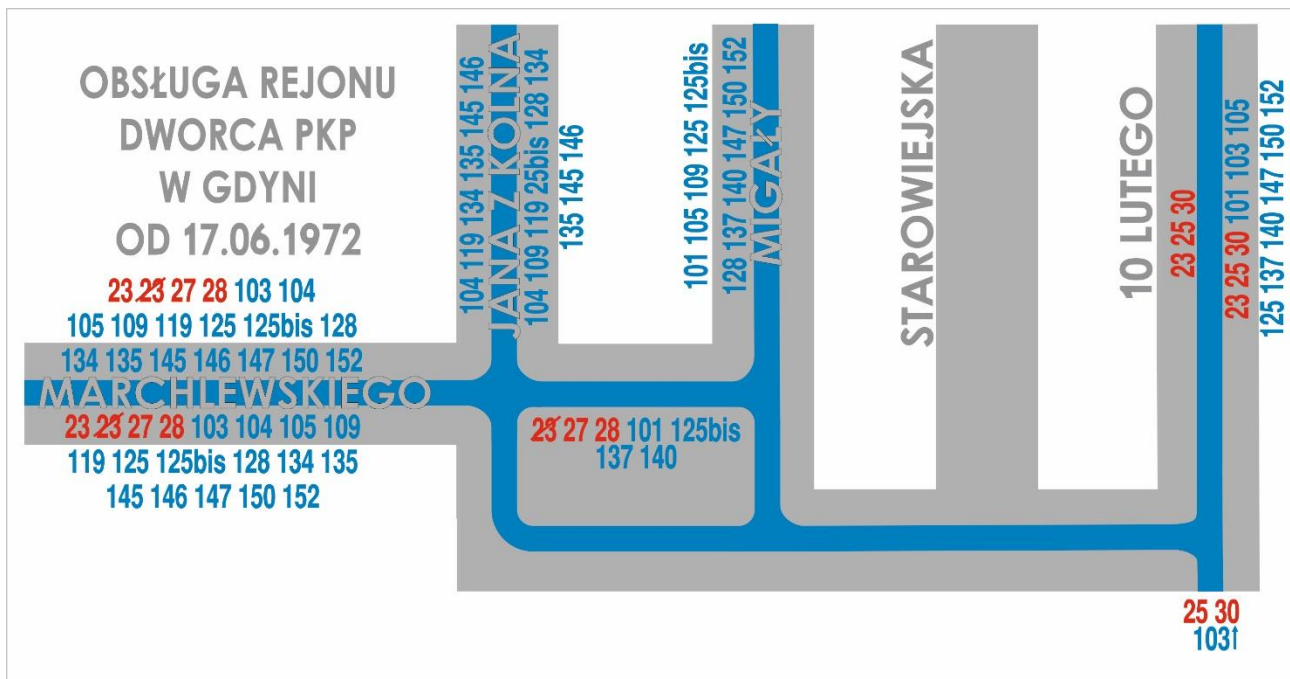 OBSŁUGA REJONU
DWORCA PKP
W GDYNI
OD 17.06.1972
23 23 27 28 103 104
105 109 119 125 125bis 128
134 135 145 146 147 150 152
MARCHLEWSKIEGO
23 23 27 28 103 104 105 109
119 125 125bis 128 134 135
145 146 147 150 152
104 119 134 135 145 146
JANA Z KOLNA
104 109 119 25bis 128 134
135 145 146
23 27 28 101 125bis
137 140
101 105 109 125 125bis
128 137 140 147 150 152
MIGAŁY
STAROWIEJSKA
10 LUTEGO
23 25 30
23 25 30 101 103 105
125 137 140 147 150 152
25 30
103↑